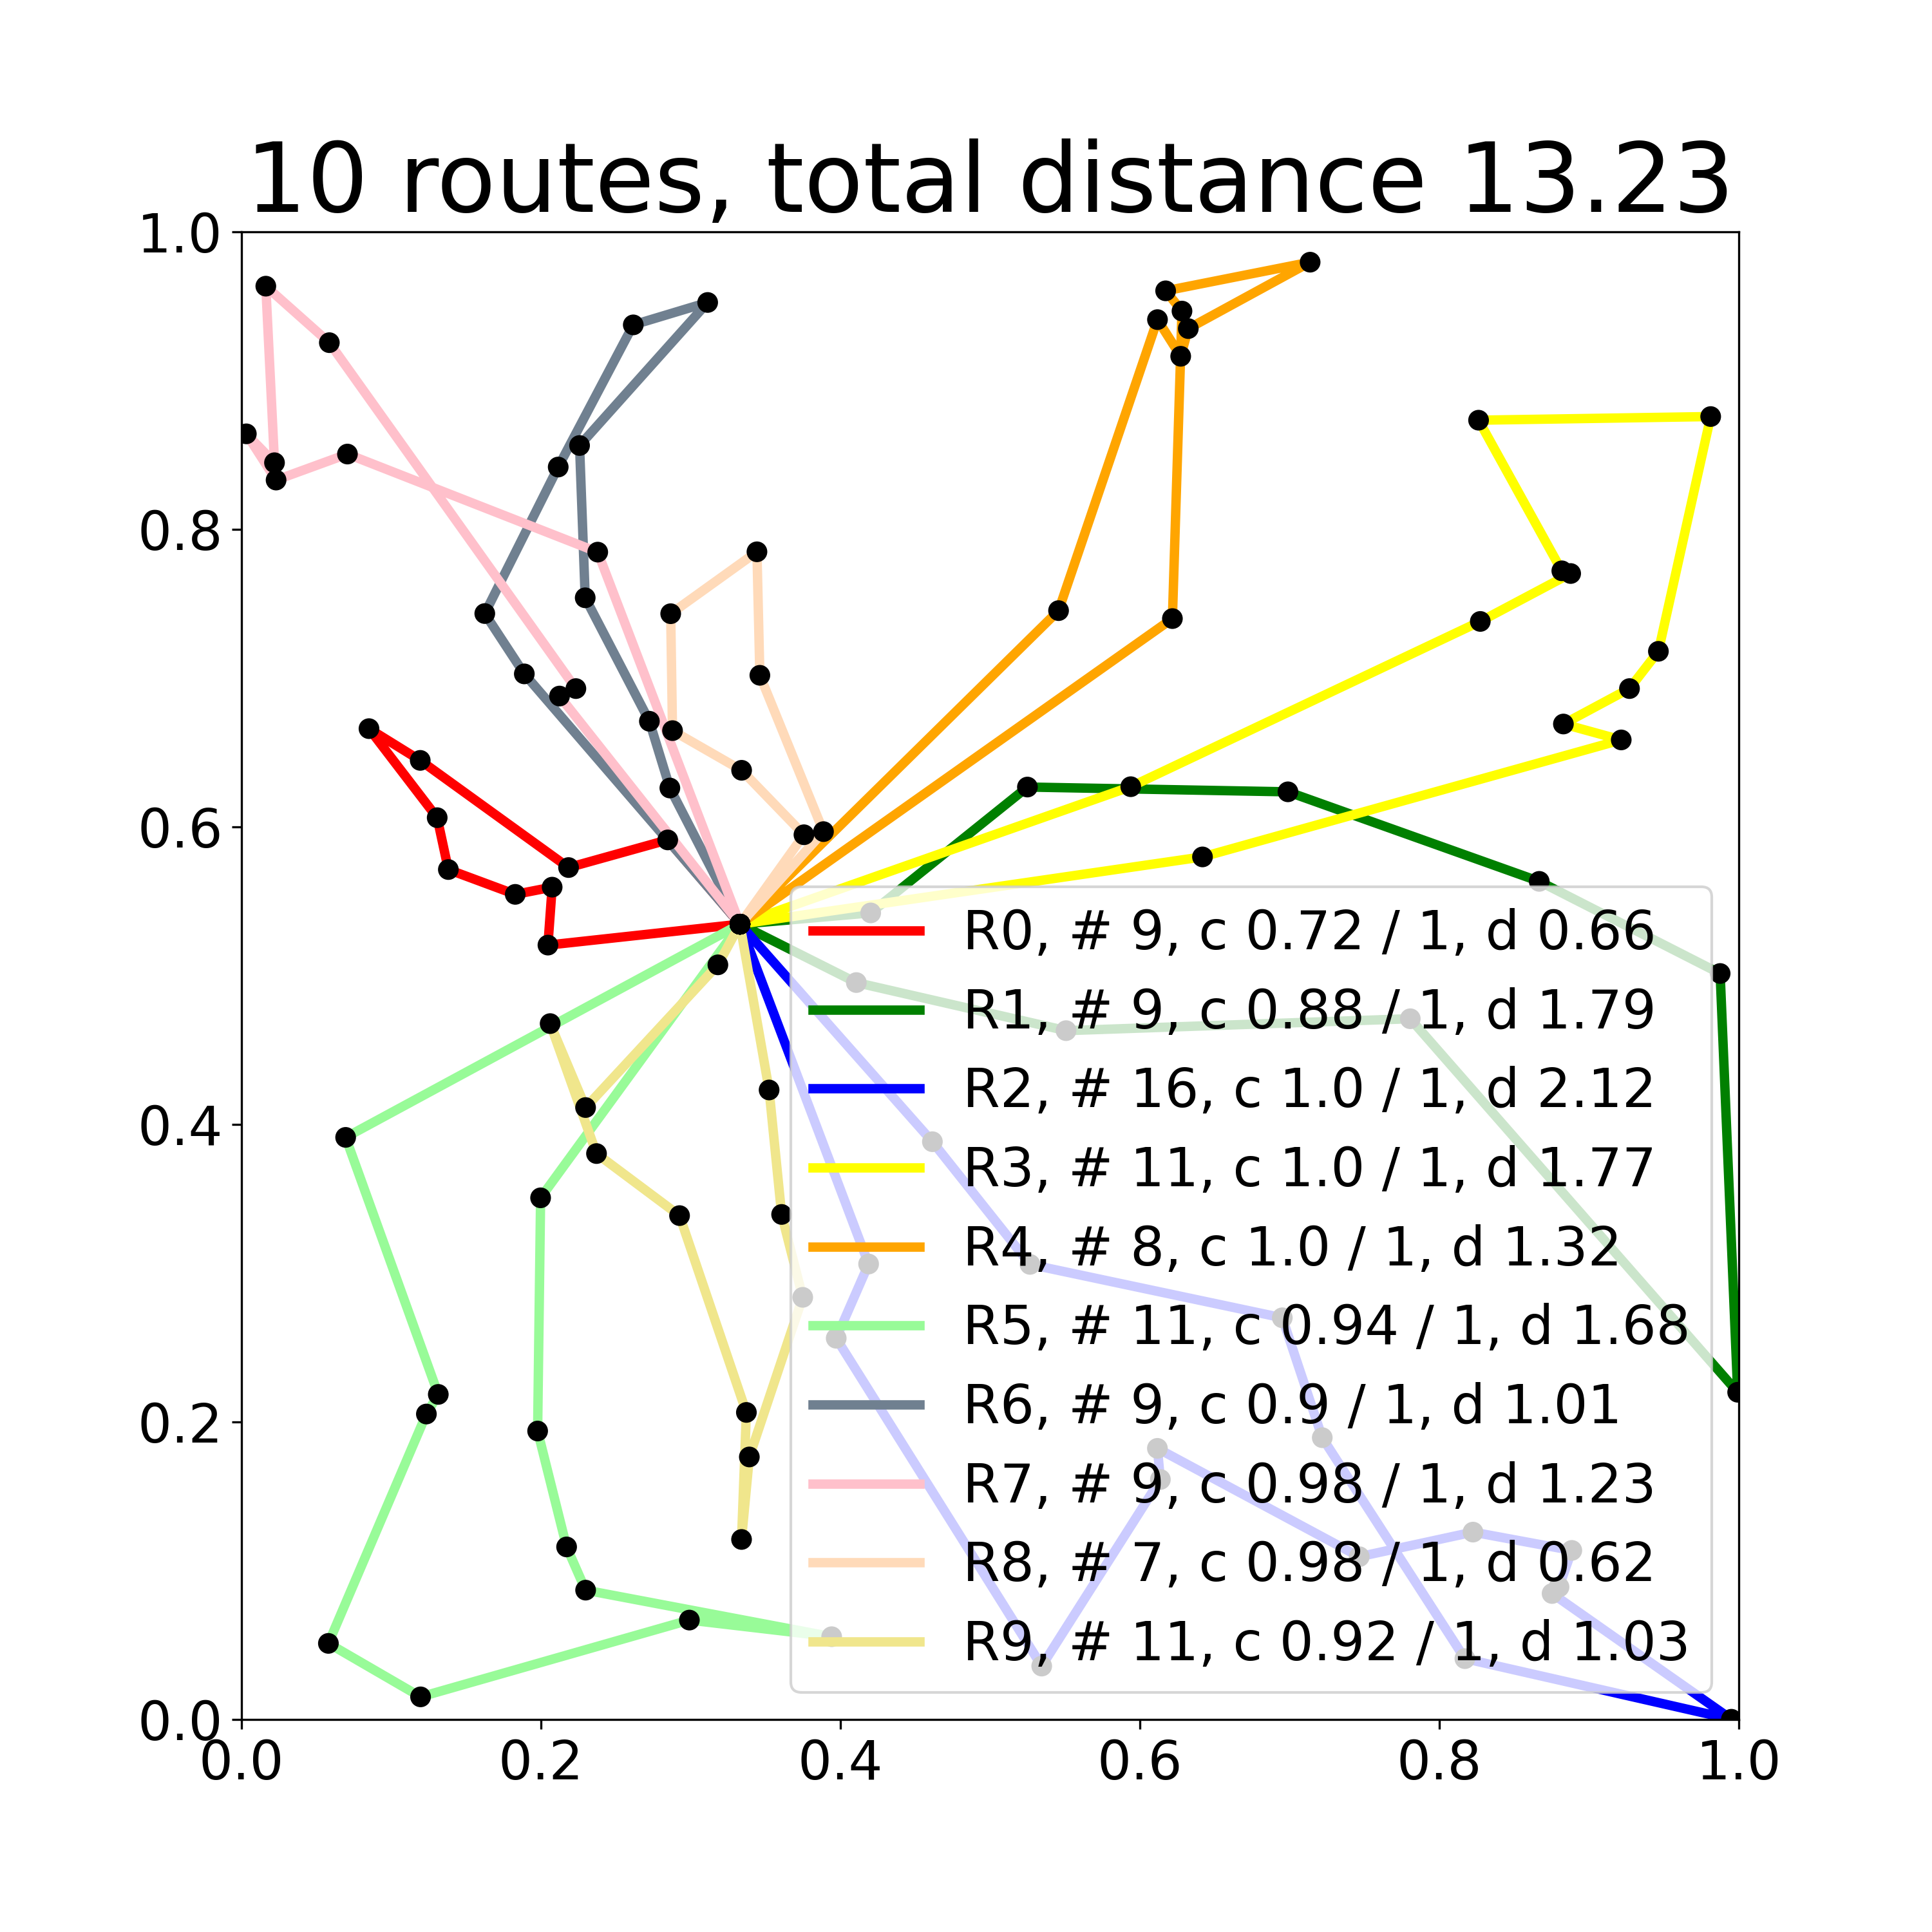 10 routes, total distance 13.23
1.0
0.8
0.6
0.4
0.2
0.0
0.0 0.2 0.4 0.6 0.8 1.0
R0, # 9, c 0.72 / 1, d 0.66
R1, # 9, c 0.88 / 1, d 1.79
R2, # 16, c 1.0 / 1, d 2.12
R3, # 11, c 1.0 / 1, d 1.77
R4, # 8, c 1.0 / 1, d 1.32
R5, # 11, c 0.94 / 1, d 1.68
R6, # 9, c 0.9 / 1, d 1.01
R7, # 9, c 0.98 / 1, d 1.23
R8, # 7, c 0.98 / 1, d 0.62
R9, # 11, c 0.92 / 1, d 1.03